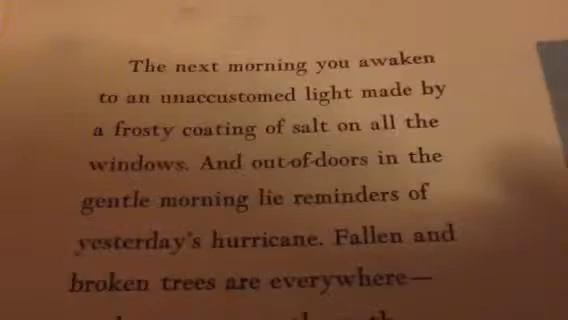 The next morning you awaken
to an unaccustomed light made by
a frosty coating of salt on all the
windows. And out-of-doors in the
gentle morning lie reminders of
yesterday's hurricane. Fallen and
broken trees are everywhere—